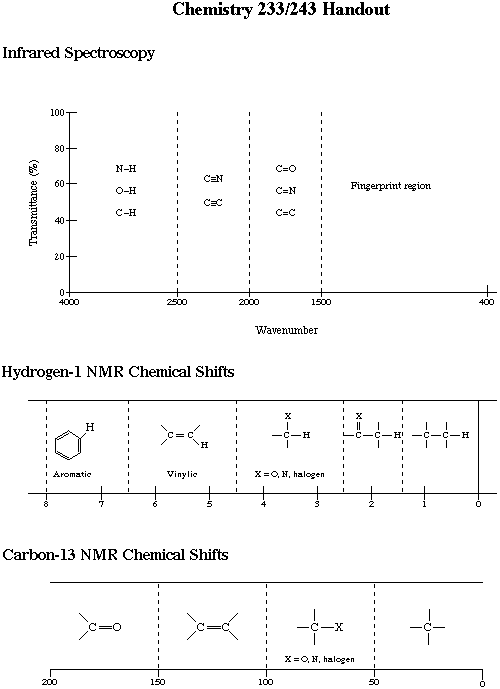 Chemistry 233/243 Handout
Infrared Spectroscopy
Transmittance (%)
100
80
60
40
20
0
N–H
O–H
C–H
C≡N
C≡C
C=O
C=N
C=C
Fingerprint region
4000 2500 2000 1500 400
Wavenumber
Hydrogen-1 NMR Chemical Shifts
H
Aromatic
C=C
H
Vinylic
X
C–H
X = O, N, halogen
X
C–C–H
C–C–H
8 7 6 5 4 3 2 1 0
Carbon-13 NMR Chemical Shifts
C=O
C=C
C–X
X = O, N, halogen
C
200 150 100 50 0